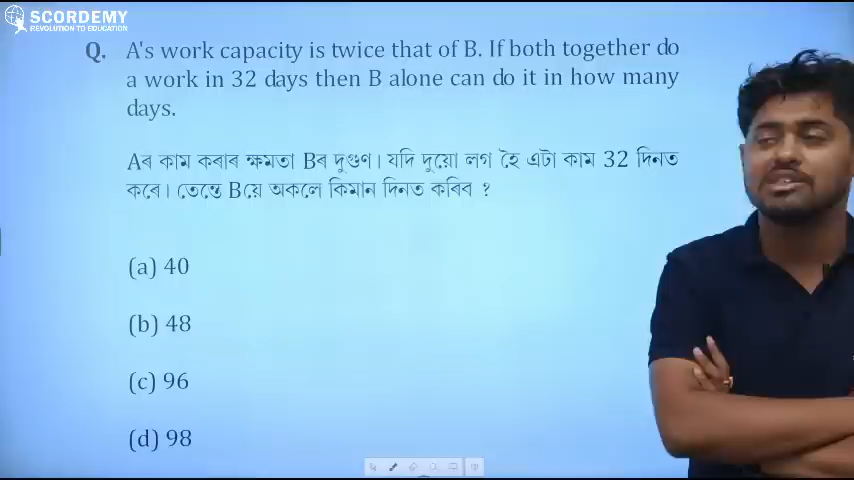 SCORDEMY
REVOLUTION TO EDUCATION
Q. A's work capacity is twice that of B. If both together do
a work in 32 days then B alone can do it in how many
days.
Aৰ কাম কৰাৰ ক্ষমতা Bৰ দুগুণ। যদি দুয়ো লগ হৈ এটা কাম 32 দিনত
কৰে। তেন্তে Bয়ে অকলে কিমান দিনত কৰিব ?
(a) 40
(b) 48
(c) 96
(d) 98